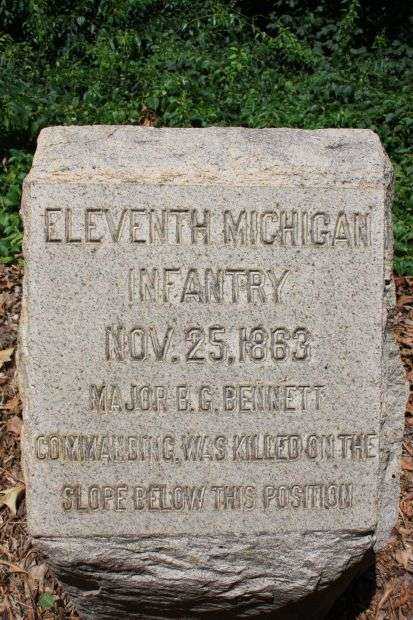 ELEVENTH MICHIGAN
INFANTRY
NOV. 25, 1863
MAJOR B. G. BENNETT
COMMANDING, WAS KILLED ON THE
SLOPE BELOW THIS POSITION